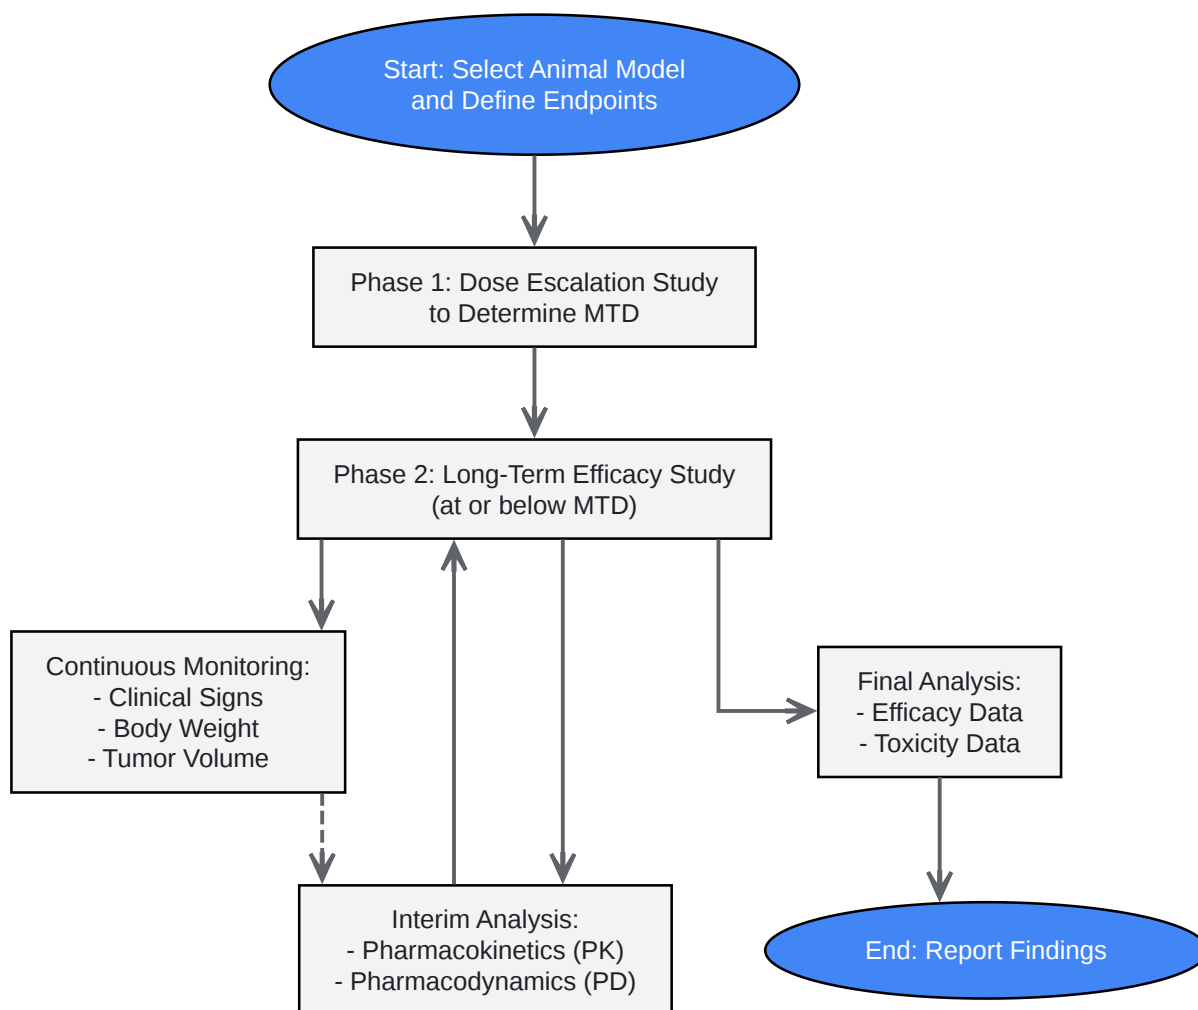 Start: Select Animal Model
and Define Endpoints
Phase 1: Dose Escalation Study
to Determine MTD
Phase 2: Long-Term Efficacy Study
(at or below MTD)
Continuous Monitoring:
- Clinical Signs
- Body Weight
- Tumor Volume
Final Analysis:
- Efficacy Data
- Toxicity Data
Interim Analysis:
- Pharmacokinetics (PK)
- Pharmacodynamics (PD)
End: Report Findings